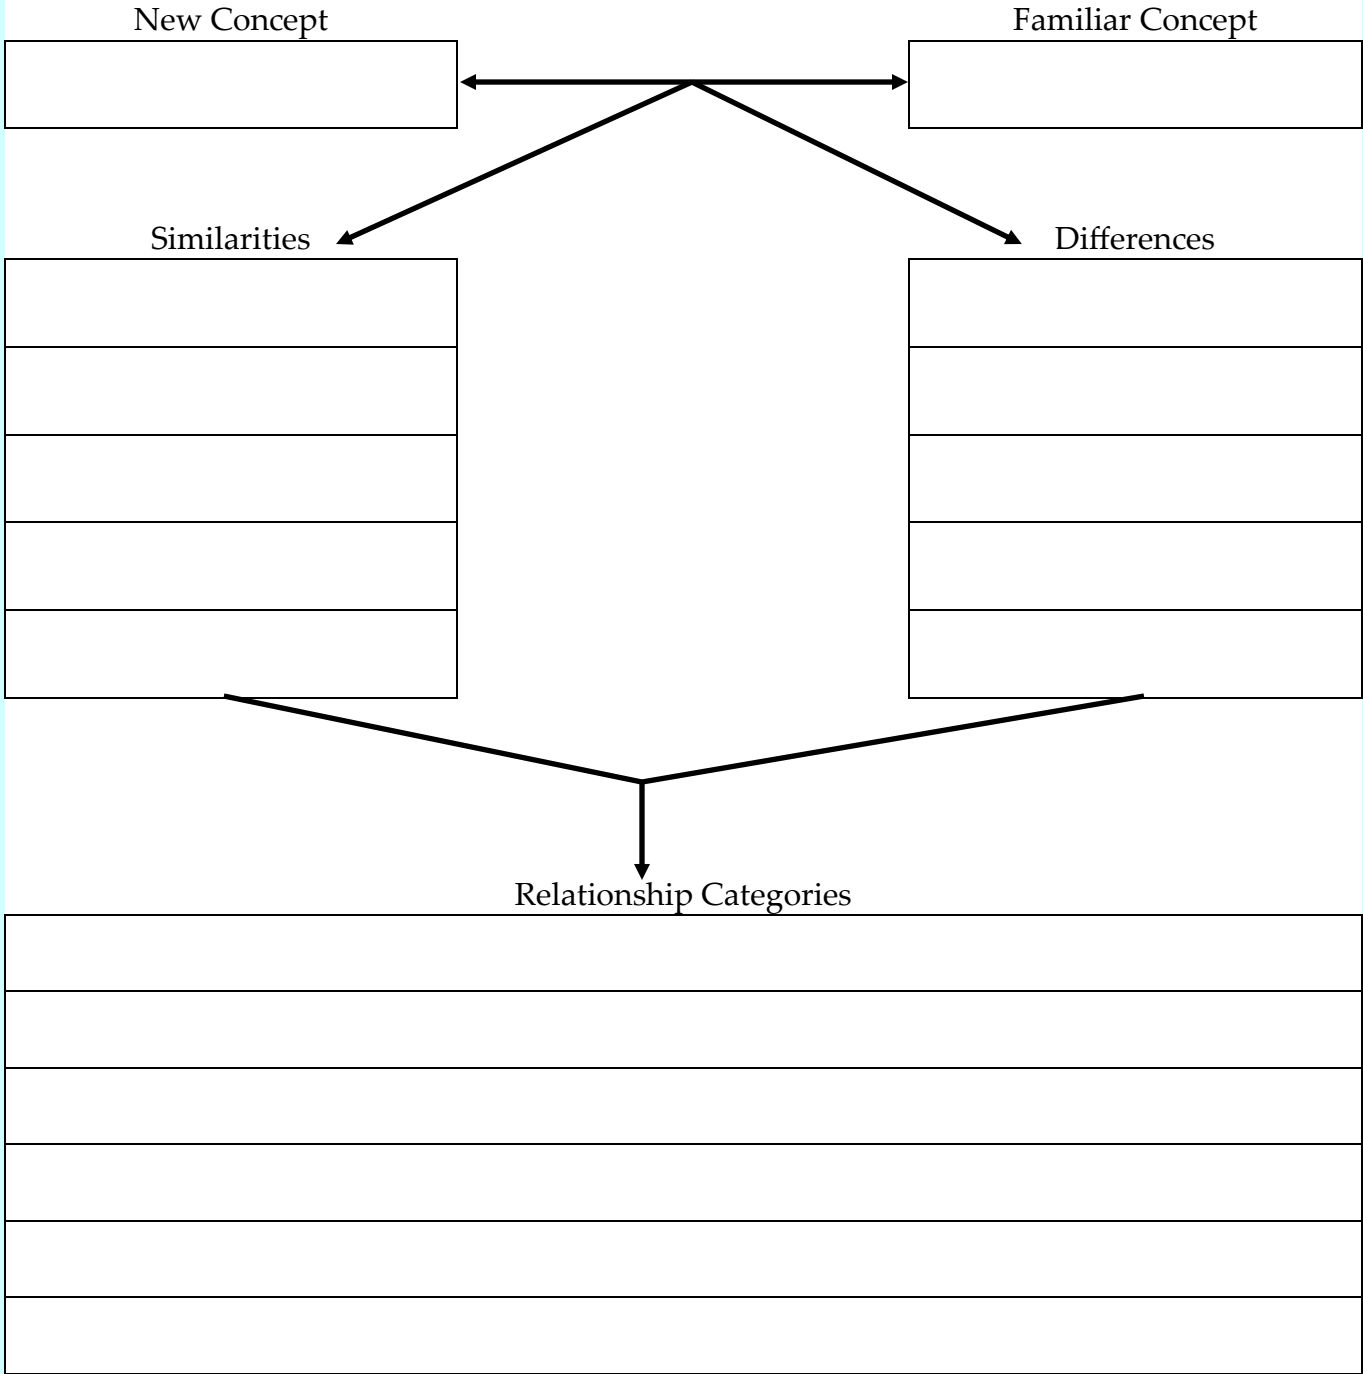 New Concept
Familiar Concept
Similarities
Differences
Relationship Categories